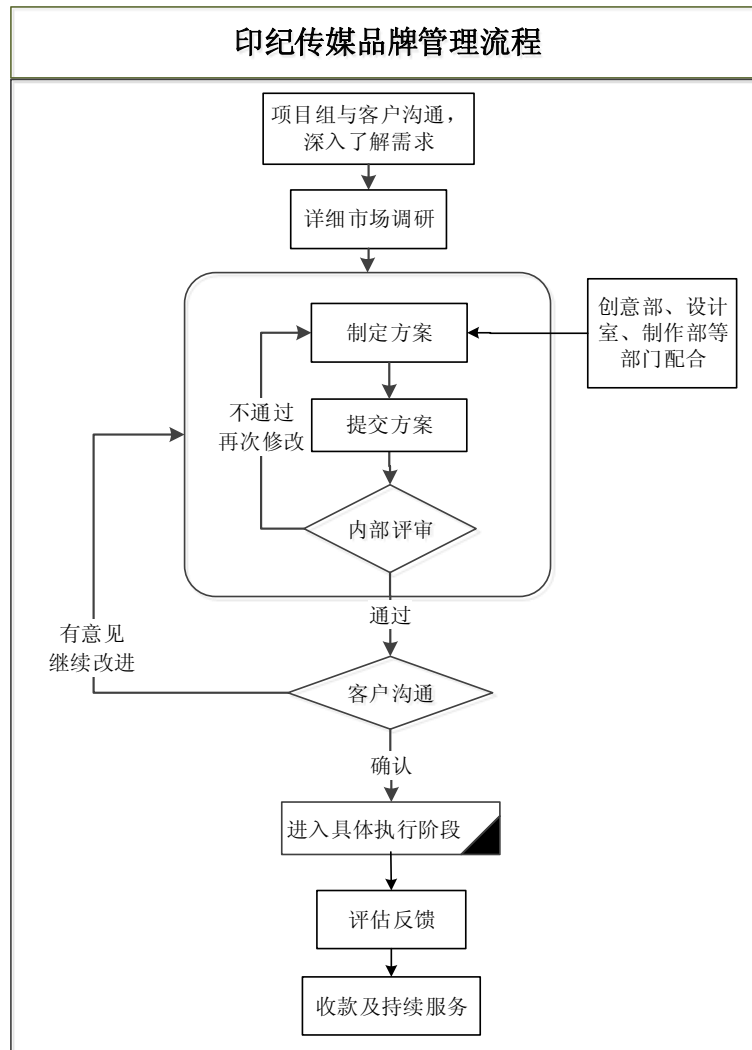 印纪传媒品牌管理流程
项目组与客户沟通，
深入了解需求
详细市场调研
制定方案
创意部、设计
室、制作部等
部门配合
不通过
再次修改
提交方案
内部评审
通过
有意见
继续改进
客户沟通
确认
进入具体执行阶段
评估反馈
收款及持续服务